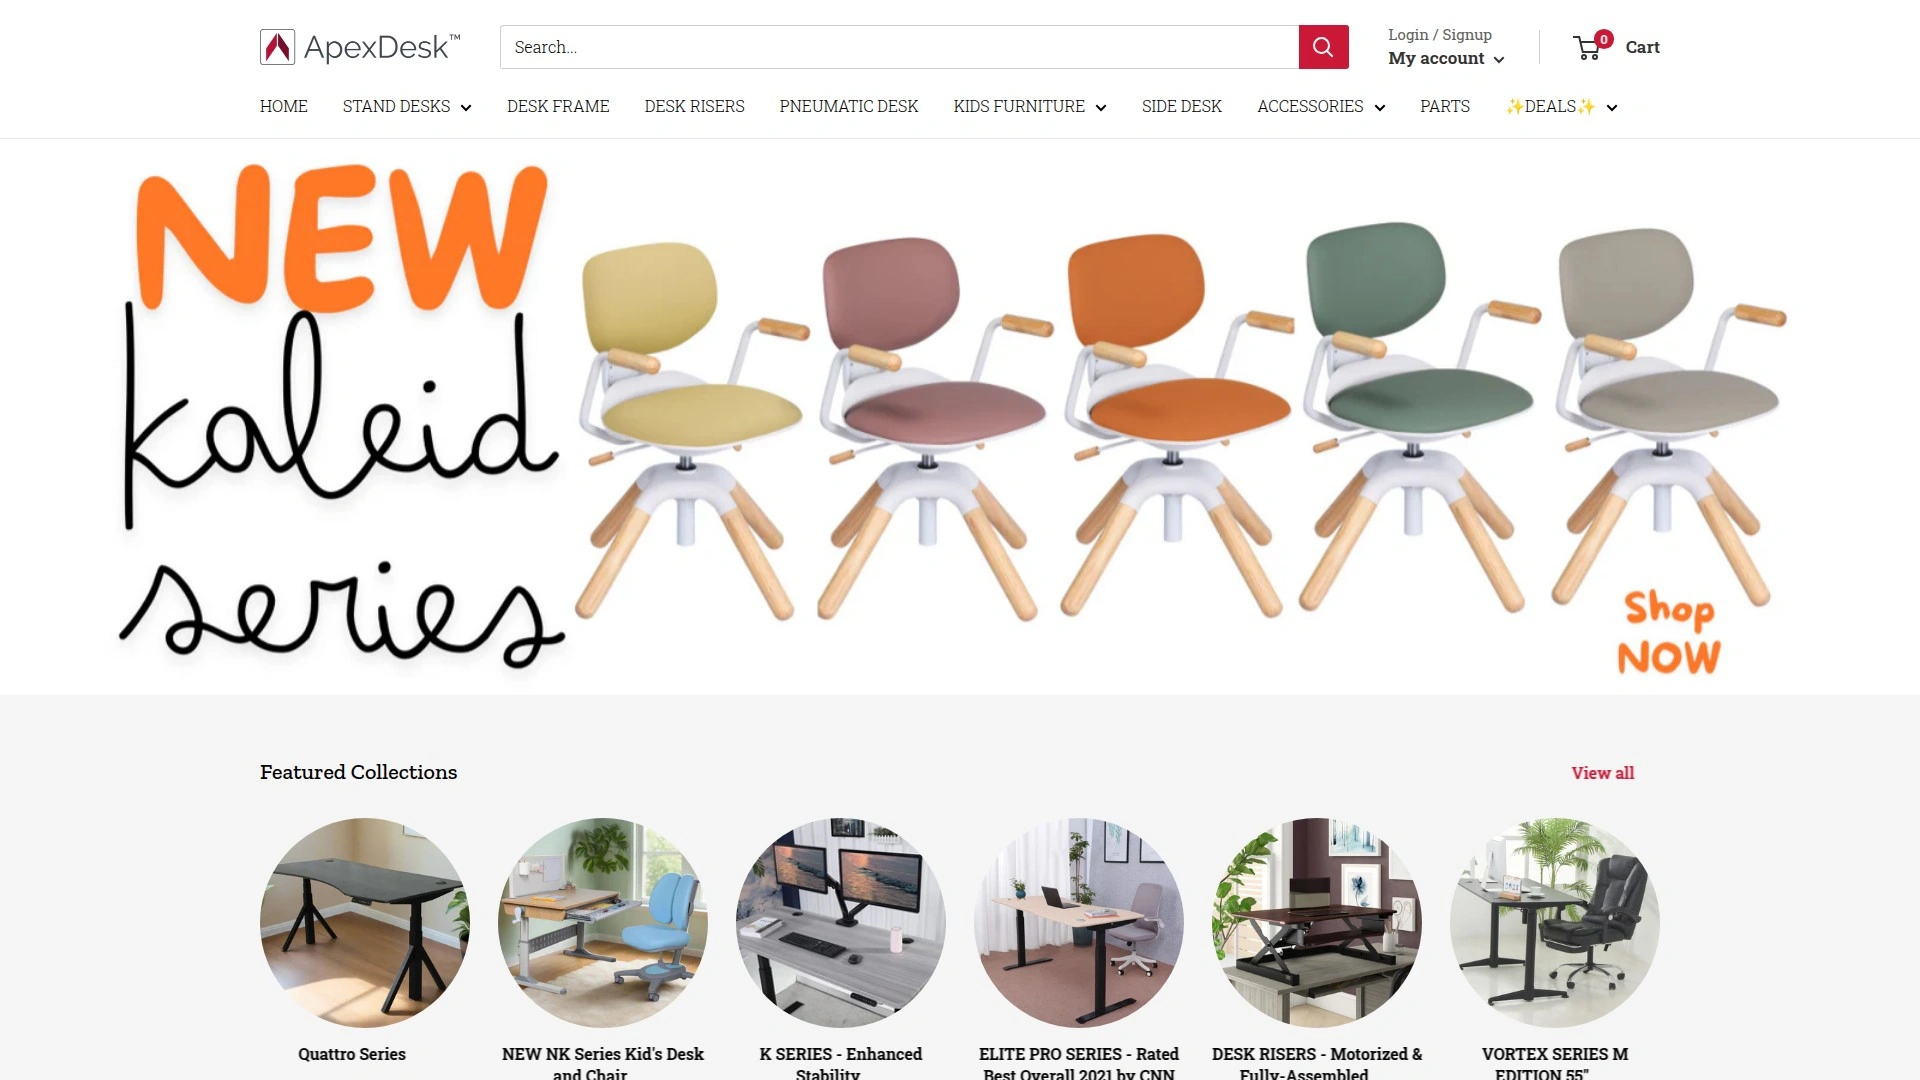 ApexDesk™
Search...
Login / Signup
My account
0
Cart
HOME
STAND DESKS
DESK FRAME
DESK RISERS
PNEUMATIC DESK
KIDS FURNITURE
SIDE DESK
ACCESSORIES
PARTS
✨DEALS✨
NEW
kaleid
series
Shop
NOW
Featured Collections
View all
Quattro Series
NEW NK Series Kid's Desk
and Chair
K SERIES - Enhanced
Stability
ELITE PRO SERIES - Rated
Best Overall 2021 by CNN
DESK RISERS - Motorized &
Fully-Assembled
VORTEX SERIES M
EDITION 55"